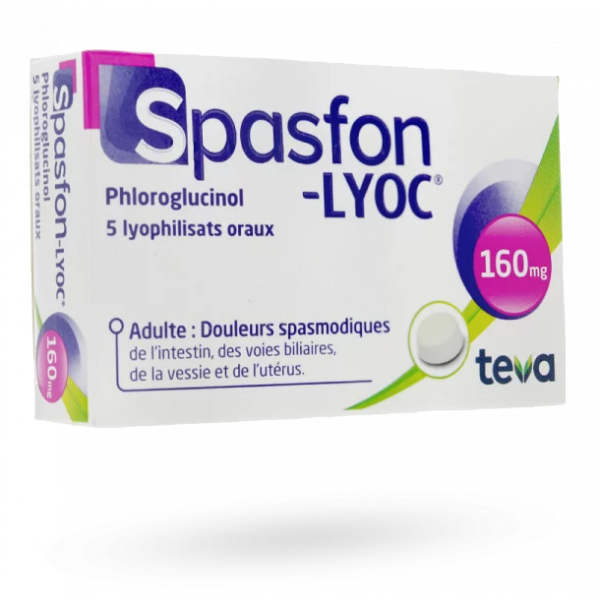 Spasfon
-LYOC®
Phloroglucinol
5 lyophilisats oraux
160mg
Adulte : Douleurs spasmodiques
de l'intestin, des voies biliaires,
de la vessie et de l'utérus.
teva
Spasfon-LYOC®
Phloroglucinol
5 lyophilisats oraux
160mg